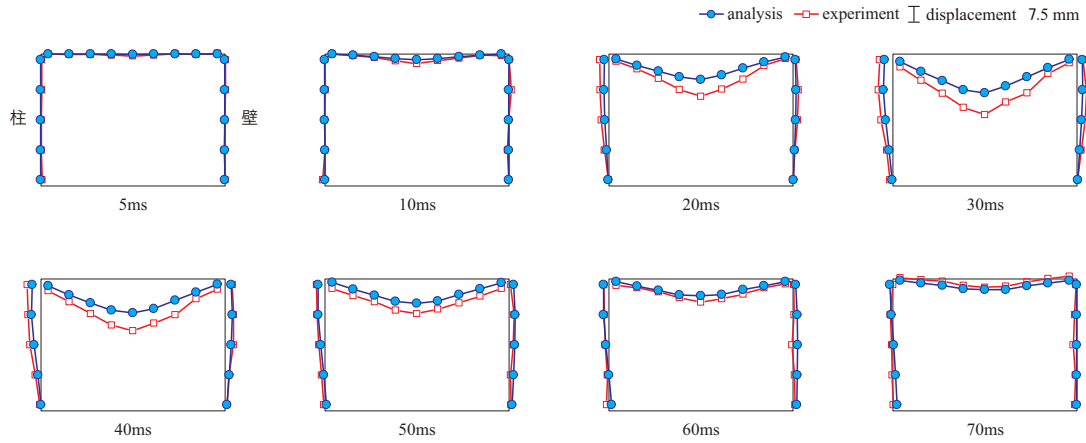 analysis experiment displacement 7.5 mm
柱 壁
5ms 10ms 20ms 30ms
40ms 50ms 60ms 70ms